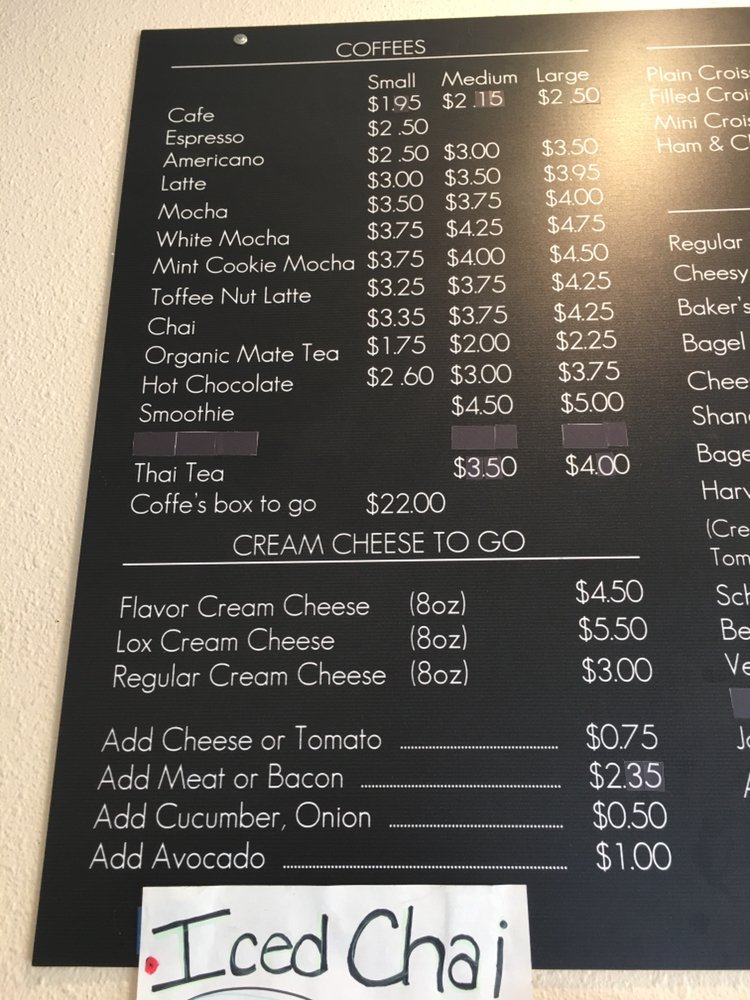 COFFEES
Small Medium Large
Cafe $1.95 $2.15 $2.50
Espresso $2.50
Americano $2.50 $3.00 $3.50
Latte $3.00 $3.50 $3.95
Mocha $3.50 $3.75 $4.00
White Mocha $3.75 $4.25 $4.75
Mint Cookie Mocha $3.75 $4.00 $4.50
Toffee Nut Latte $3.25 $3.75 $4.25
Chai $3.35 $3.75 $4.25
Organic Mate Tea $1.75 $2.00 $2.25
Hot Chocolate $2.60 $3.00 $3.75
Smoothie $4.50 $5.00
Thai Tea $3.50 $4.00
Coffe's box to go $22.00
CREAM CHEESE TO GO
Flavor Cream Cheese (8oz) $4.50
Lox Cream Cheese (8oz) $5.50
Regular Cream Cheese (8oz) $3.00
Add Cheese or Tomato $0.75
Add Meat or Bacon $2.35
Add Cucumber, Onion $0.50
Add Avocado $1.00
Iced Chai
Plain Crois
Filled Croi
Mini Crois
Ham & C
Regular
Cheesy
Baker's
Bagel
Chee
Shan
Bage
Harv
(Cre
Tom
Sch
Be
Ve